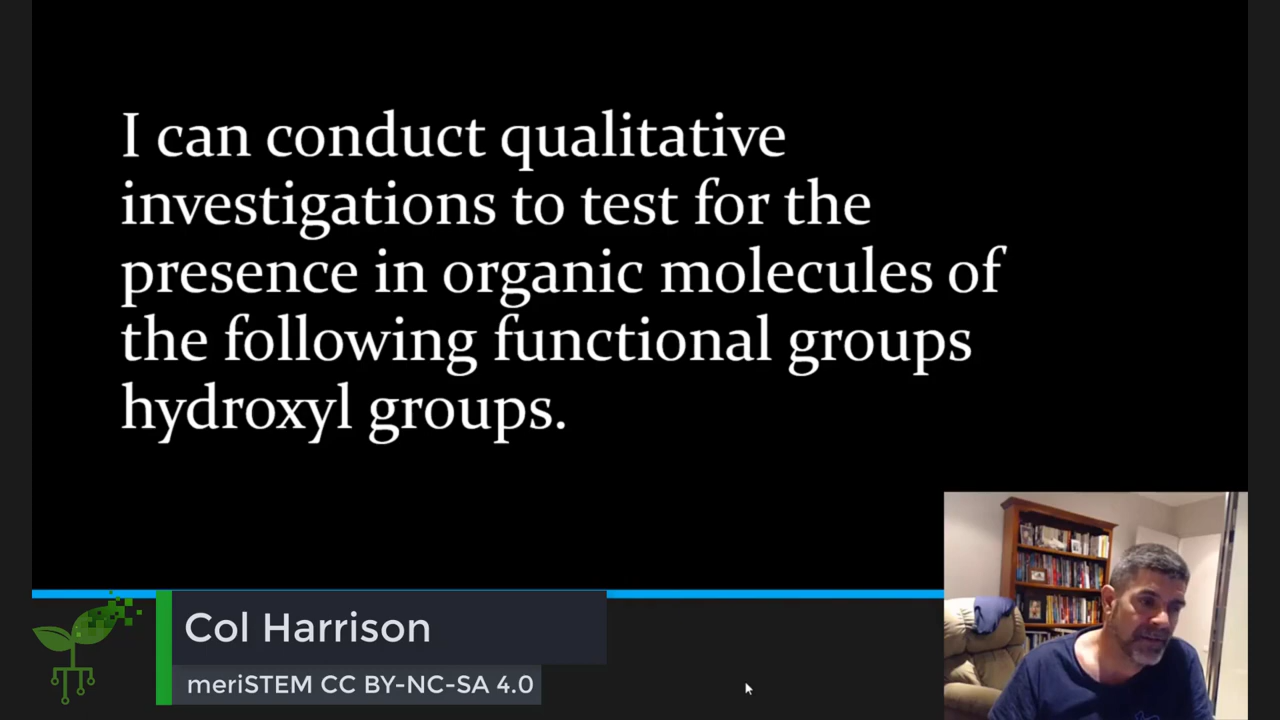 I can conduct qualitative
investigations to test for the
presence in organic molecules of
the following functional groups
hydroxyl groups.
Col Harrison
meriSTEM CC BY-NC-SA 4.0